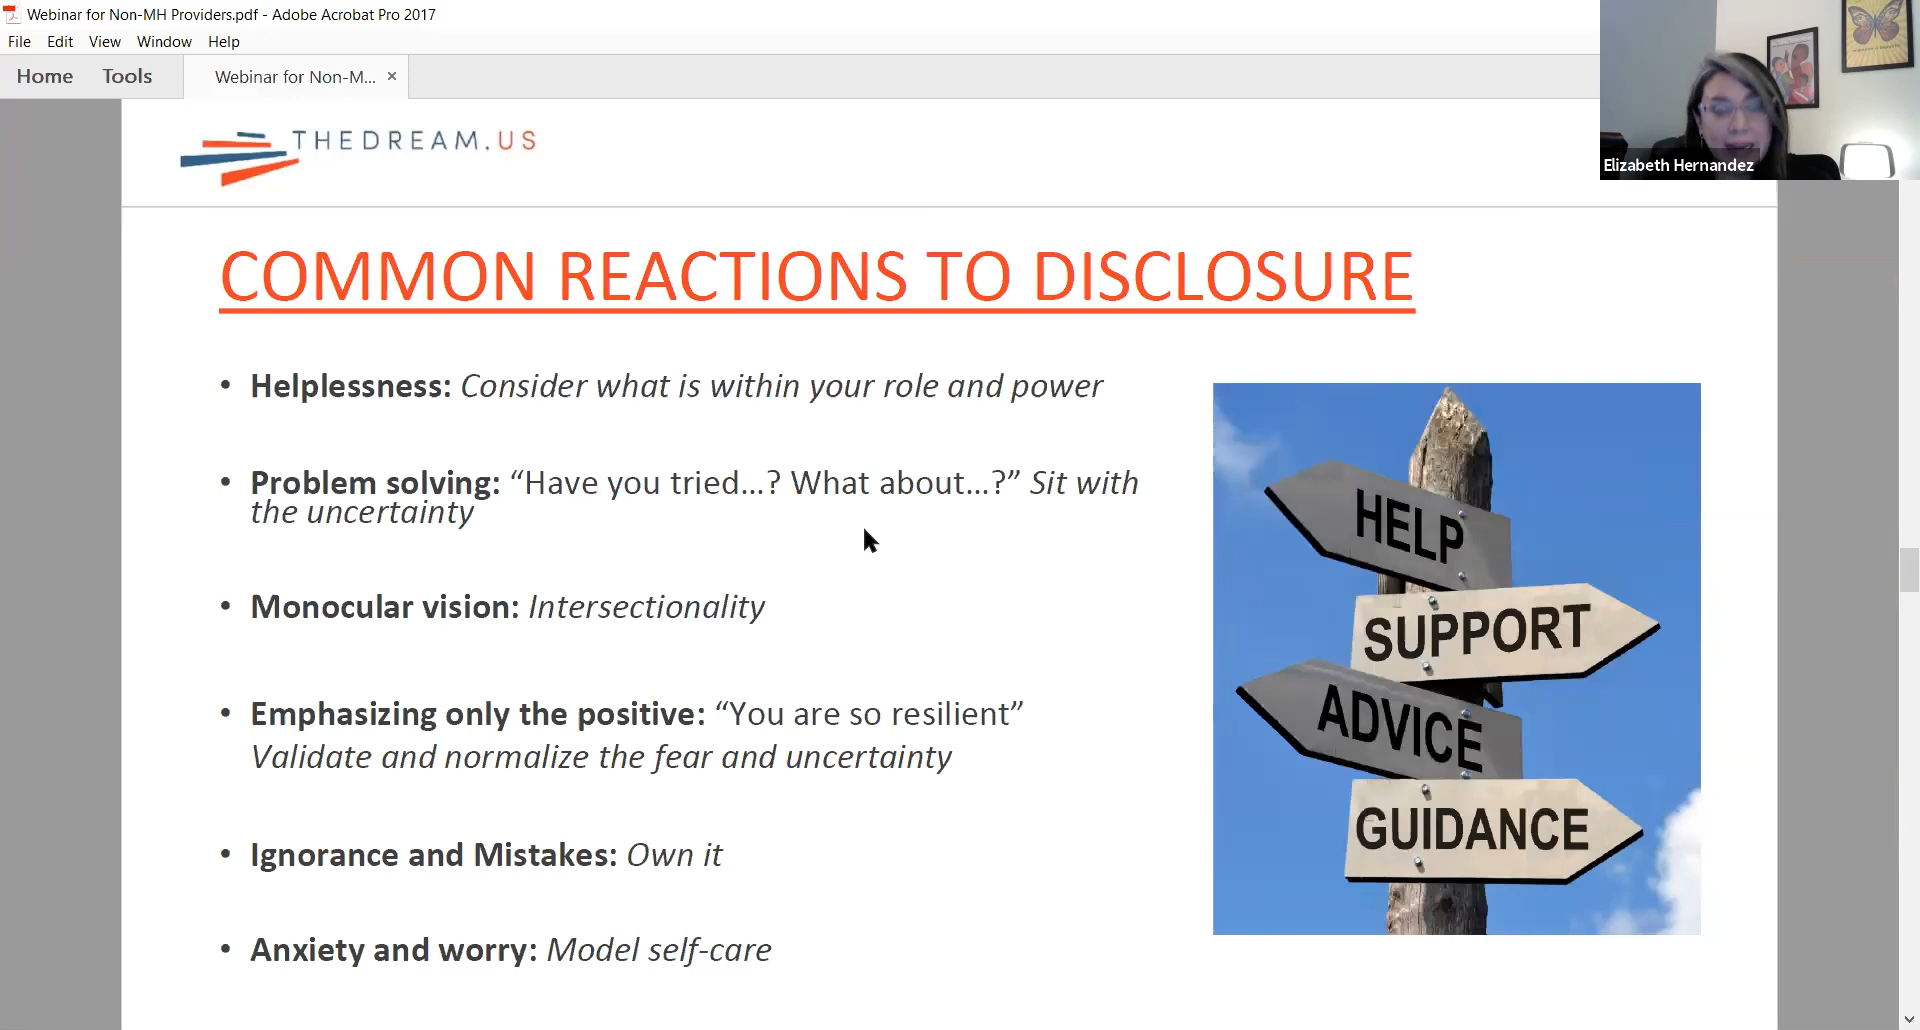 Webinar for Non-MH Providers.pdf - Adobe Acrobat Pro 2017
File Edit View Window Help
Home Tools Webinar for Non-M... ×
Elizabeth Hernandez
THEDREAM.US
COMMON REACTIONS TO DISCLOSURE
• Helplessness: Consider what is within your role and power
• Problem solving: “Have you tried…? What about…?” Sit with
the uncertainty
• Monocular vision: Intersectionality
• Emphasizing only the positive: “You are so resilient”
Validate and normalize the fear and uncertainty
• Ignorance and Mistakes: Own it
• Anxiety and worry: Model self-care
HELP
SUPPORT
ADVICE
GUIDANCE